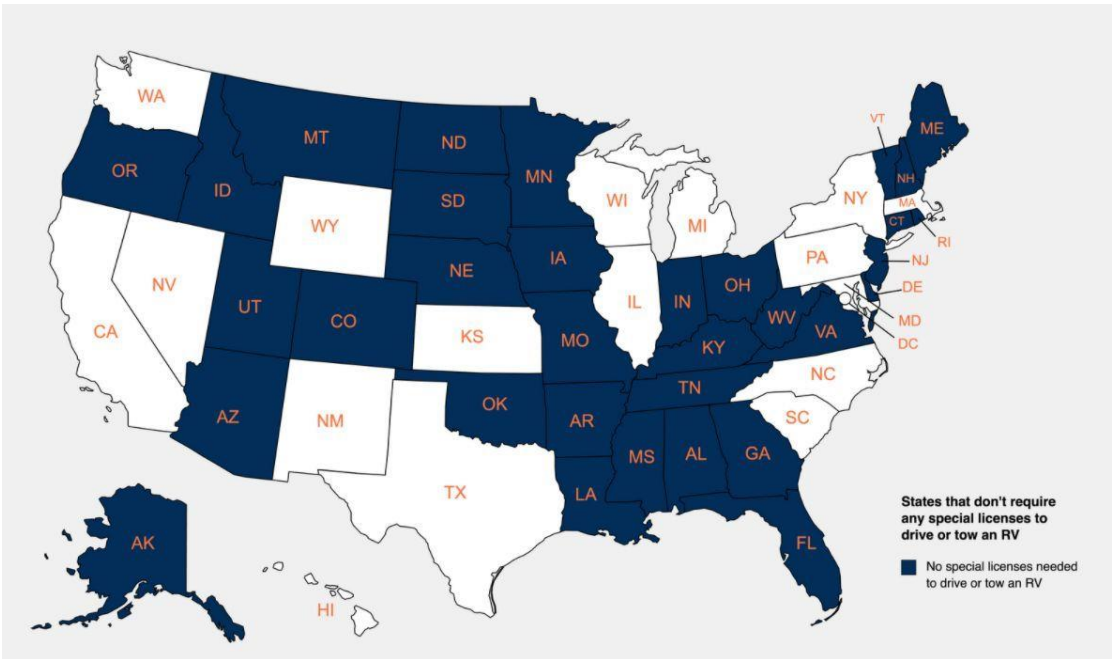 WA
MT
ND
MN
VT
ME
OR
ID
SD
WI
MI
NY
NH
MA
CT
RI
WY
NE
IA
PA
NJ
NV
UT
CO
IL
IN
OH
DE
CA
KS
MO
WV
VA
MD
KY
DC
AZ
NM
OK
AR
TN
NC
SC
TX
LA
MS
AL
GA
AK
HI
FL
States that don't require
any special licenses to
drive or tow an RV
No special licenses needed
to drive or tow an RV